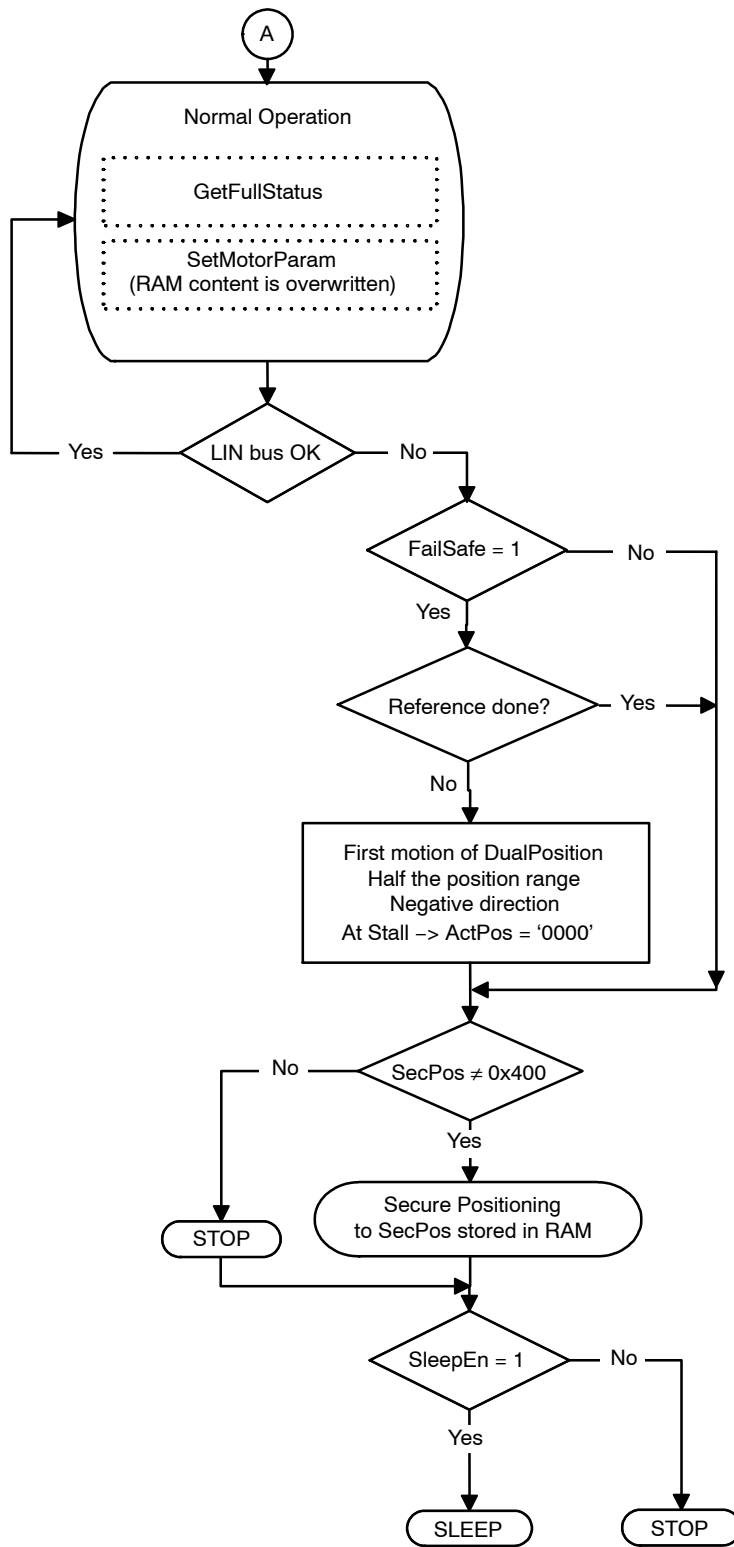 A
Normal Operation
GetFullStatus
SetMotorParam
(RAM content is overwritten)
Yes
LIN bus OK
No
FailSafe = 1
No
Yes
Reference done?
Yes
No
First motion of DualPosition
Half the position range
Negative direction
At Stall −> ActPos = ‘0000’
No
SecPos ≠ 0x400
Yes
Secure Positioning
to SecPos stored in RAM
STOP
SleepEn = 1
No
Yes
SLEEP
STOP